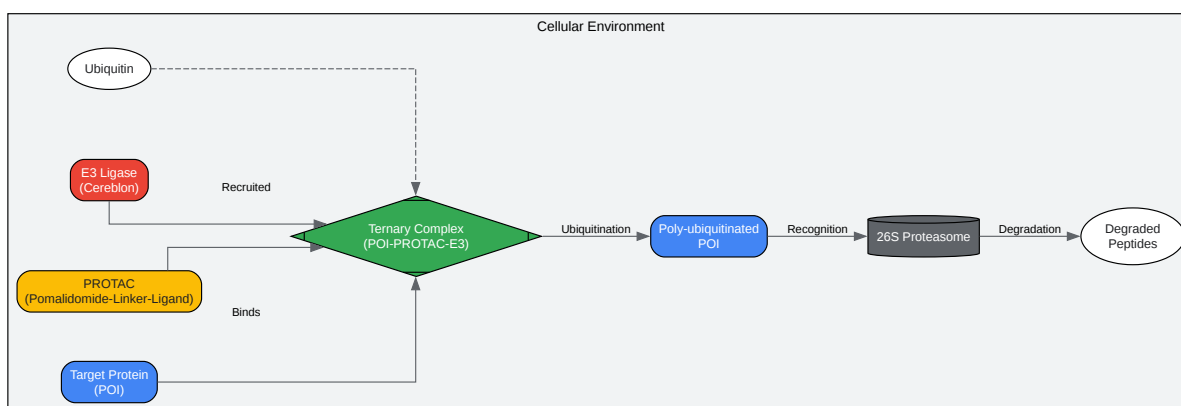 Cellular Environment
Ubiquitin
E3 Ligase
(Cereblon)
Recruited
Ternary Complex
(POI-PROTAC-E3)
Ubiquitination
Poly-ubiquitinated
POI
Recognition
26S Proteasome
Degradation
Degraded
Peptides
PROTAC
(Pomalidomide-Linker-Ligand)
Binds
Target Protein
(POI)